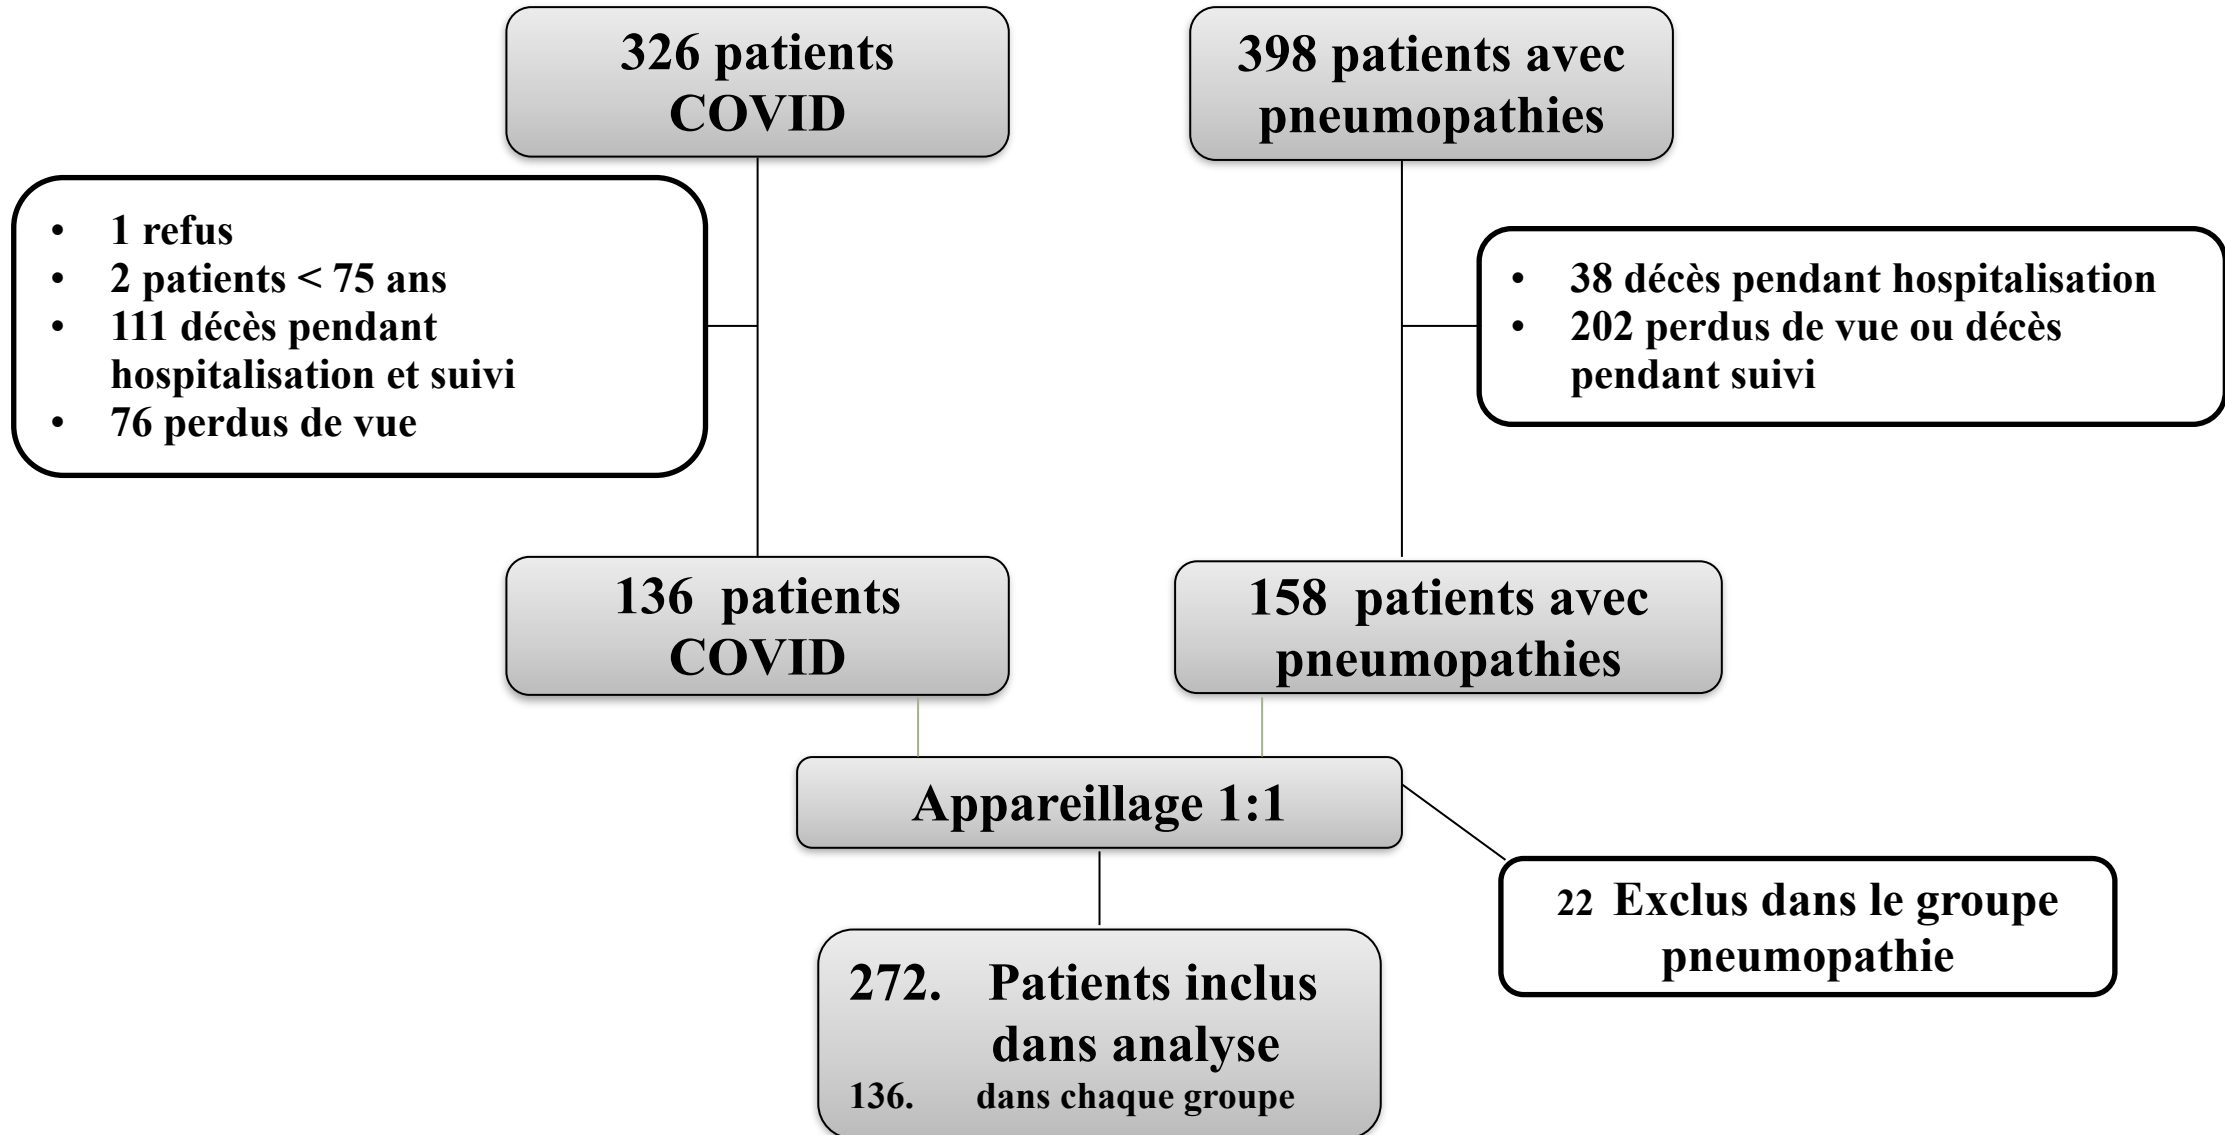 326 patients
COVID
398 patients avec
pneumopathies
• 1 refus
• 2 patients < 75 ans
• 111 décès pendant
hospitalisation et suivi
• 76 perdus de vue
• 38 décès pendant hospitalisation
• 202 perdus de vue ou décès
pendant suivi
136 patients
COVID
158 patients avec
pneumopathies
Appareillage 1:1
22 Exclus dans le groupe
pneumopathie
272. Patients inclus
dans analyse
136. dans chaque groupe